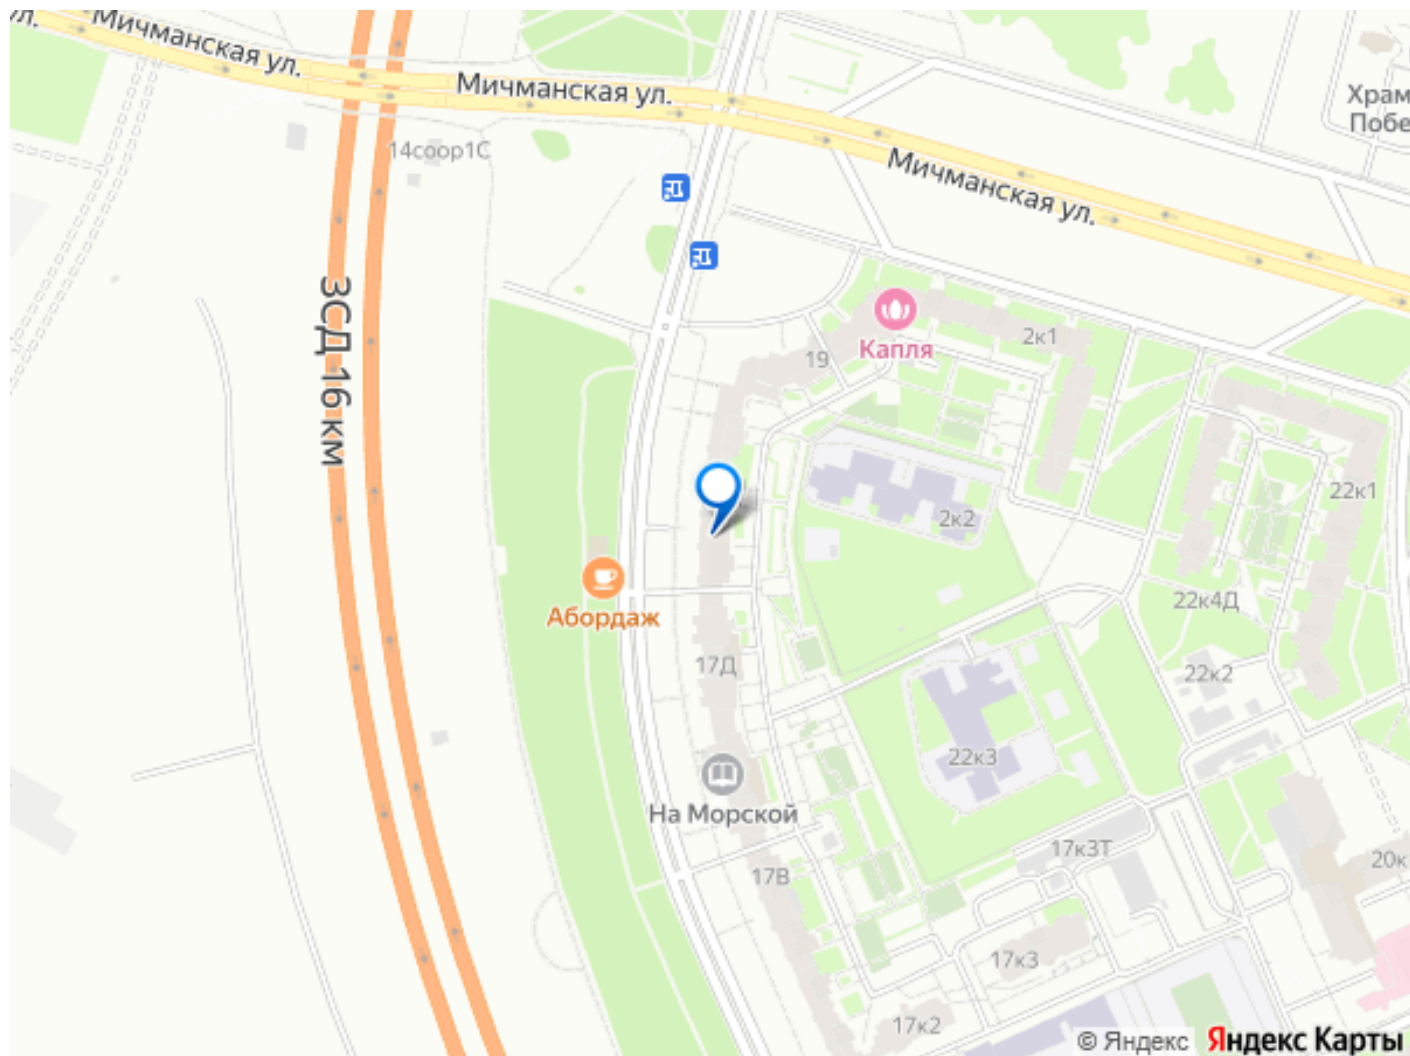 ул.
Мичманская ул.
Мичманская ул.
Мичманская ул.
Храм
Побе
14соор1С
ЗСД 16 км
Капля
2к1
19
22к1
2к2
22к4Д
Абордаж
17Д
22к2
22к3
На Морской
17к3Т
17В
20к
17к3
17к2
© Яндекс Яндекс Карты